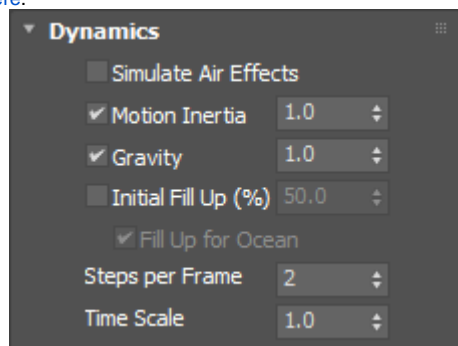 ere.
Dynamics
Simulate Air Effects
Motion Inertia 1.0
Gravity 1.0
Initial Fill Up (%) 50.0
Fill Up for Ocean
Steps per Frame 2
Time Scale 1.0